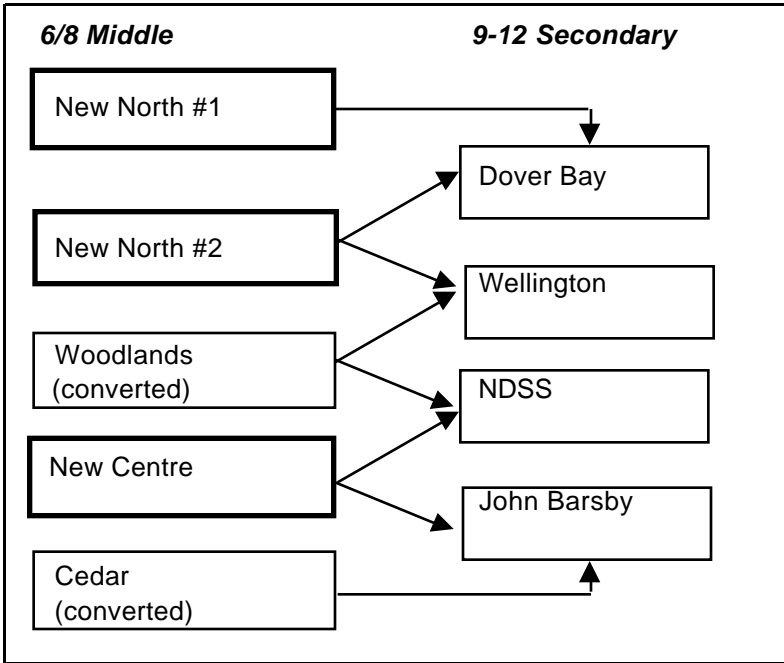 6/8 Middle
9-12 Secondary
New North #1
Dover Bay
New North #2
Wellington
Woodlands
(converted)
NDSS
New Centre
John Barsby
Cedar
(converted)